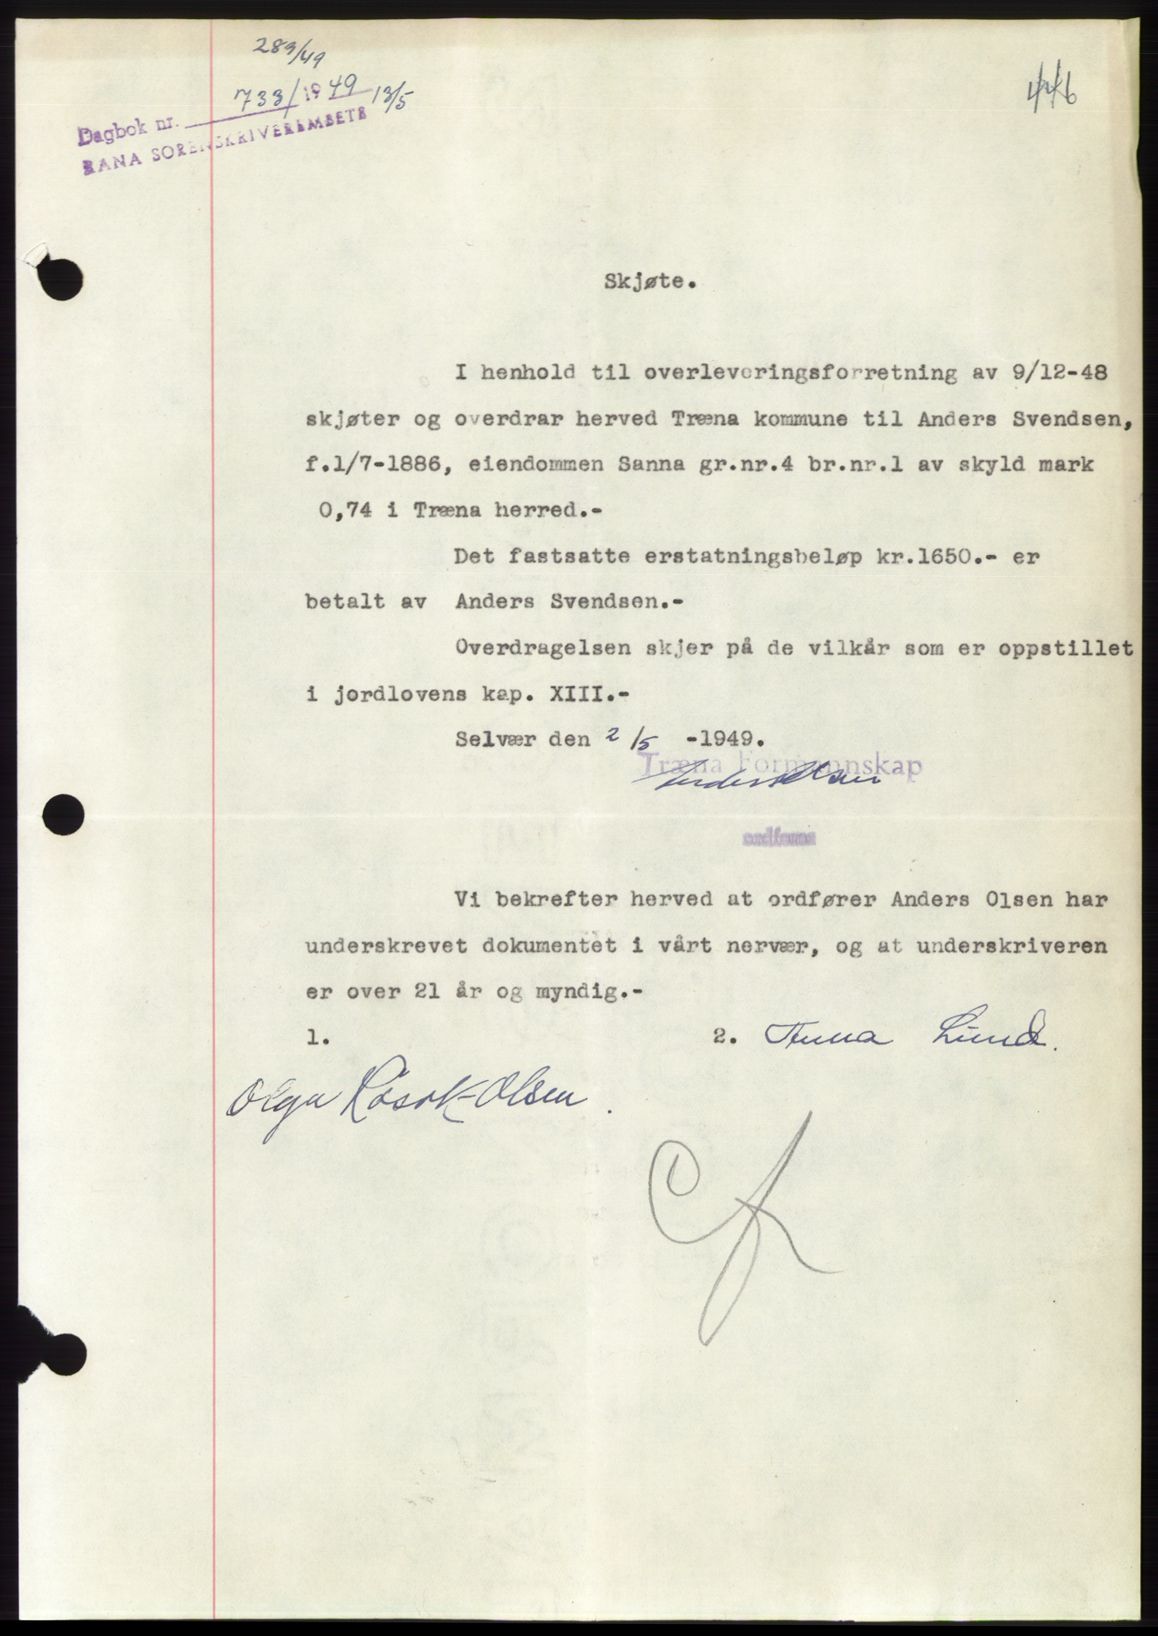 289/49
733/1949 13/5
Dagbok nr.
RANA SORENSKRIVEREMBETE
446
Skjøte.
I henhold til overleveringsforretning av 9/12-48
skjøter og overdrar herved Træna kommune til Anders Svendsen,
f.1/7-1886, eiendommen Sanna gr.nr.4 br.nr.1 av skyld mark
0,74 i Træna herred.-
Det fastsatte erstatningsbeløp kr.1650.- er
betalt av Anders Svendsen.-
Overdragelsen skjer på de vilkår som er oppstillet
i jordlovens kap. XIII.-
Selvær den 2/5 -1949.
Træna Formannskap
Anders Olsen
Vi bekrefter herved at ordfører Anders Olsen har
underskrevet dokumentet i vårt nervær, og at underskriveren
er over 21 år og myndig.-
1. 2. Anna Lund.
Olga Olsen.